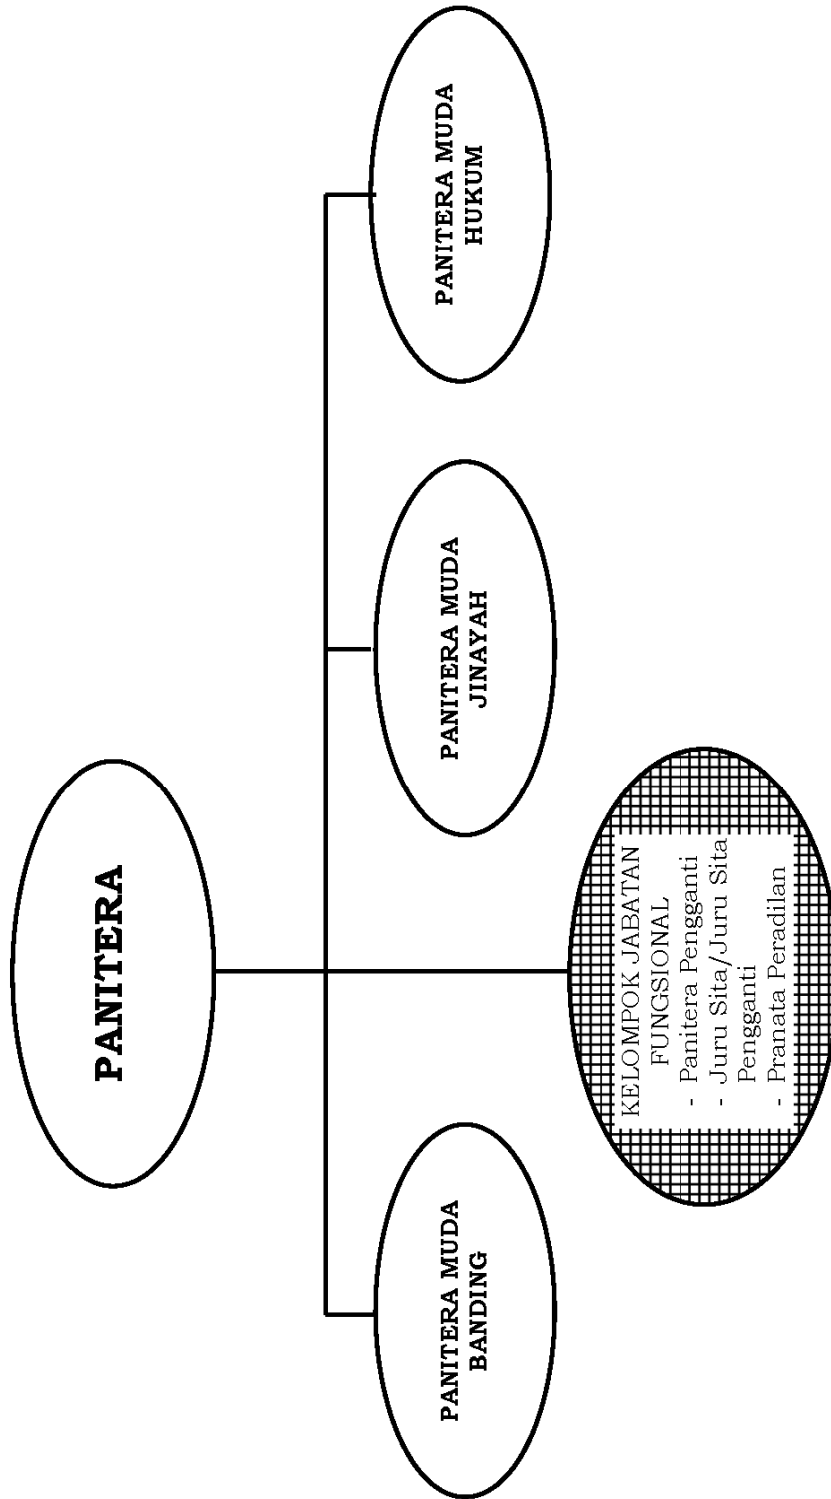 PANITERA
PANITERA MUDA
BANDING
PANITERA MUDA
JINAYAH
PANITERA MUDA
HUKUM
KELOMPOK JABATAN
FUNGSIONAL
- Panitera Pengganti
- Juru Sita/Juru Sita
Pengganti
- Pranata Peradilan